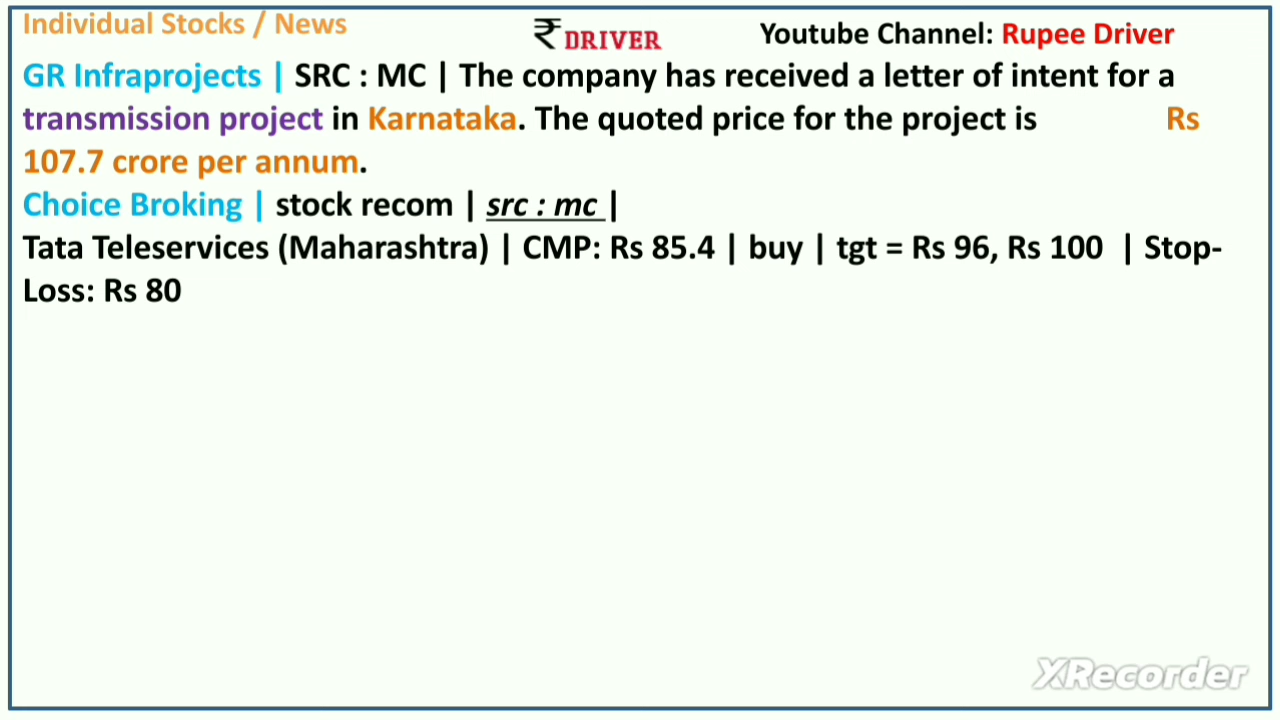 Individual Stocks / News
₹ DRIVER
Youtube Channel: Rupee Driver
GR Infraprojects | SRC : MC | The company has received a letter of intent for a
transmission project in Karnataka. The quoted price for the project is Rs
107.7 crore per annum.
Choice Broking | stock recom | src : mc |
Tata Teleservices (Maharashtra) | CMP: Rs 85.4 | buy | tgt = Rs 96, Rs 100 | Stop-
Loss: Rs 80
XRecorder